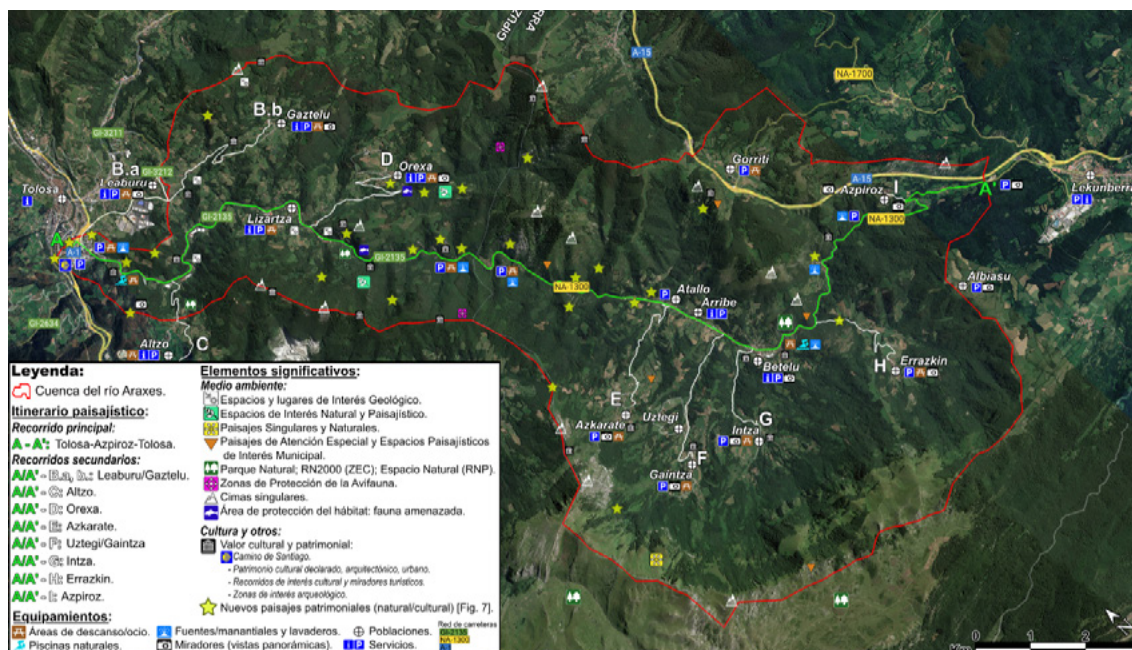 GIPUZ
RRA
A-15
NA-1700
GI-3211
B.b
Gaztelu
GI-3212
B.a
Leaburu
Tolosa
D
Orexa
Gorriti
A-15
Azpiroz
I
A'
Lekunberri
NA-1300
GI-2135
Lizartza
A
A-1
GI-2135
NA-1300
Atallo
Arribe
Albiasu
GI-2634
Altzo
C
Betelu
H
Errazkin
E
Azkarate
Uztegi
G
Intza
F
Gaintza
Leyenda:
Cuenca del río Araxes.
Itinerario paisajístico:
Recorrido principal:
A - A': Tolosa-Azpiroz-Tolosa.
Recorridos secundarios:
A/A' - B.a, b.: Leaburu/Gaztelu.
A/A' - C: Altzo.
A/A' - D: Orexa.
A/A' - E: Azkarate.
A/A' - F: Uztegi/Gaintza
A/A' - G: Intza.
A/A' - H: Errazkin.
A/A' - I: Azpiroz.
Elementos significativos:
Medio ambiente:
Espacios y lugares de Interés Geológico.
Espacios de Interés Natural y Paisajístico.
Paisajes Singulares y Naturales.
Paisajes de Atención Especial y Espacios Paisajísticos
de Interés Municipal.
Parque Natural; RN2000 (ZEC); Espacio Natural (RNP).
Zonas de Protección de la Avifauna.
Cimas singulares.
Área de protección del hábitat: fauna amenazada.
Cultura y otros:
Valor cultural y patrimonial:
Camino de Santiago.
- Patrimonio cultural declarado, arquitectónico, urbano.
- Recorridos de interés cultural y miradores turísticos.
- Zonas de interés arqueológico.
Nuevos paisajes patrimoniales (natural/cultural) [Fig. 7].
Equipamientos:
Áreas de descanso/ocio.
Fuentes/manantiales y lavaderos.
Poblaciones.
Red de carreteras
GI-2135
NA-1300
Piscinas naturales.
Miradores (vistas panorámicas).
Servicios.
0 1 2